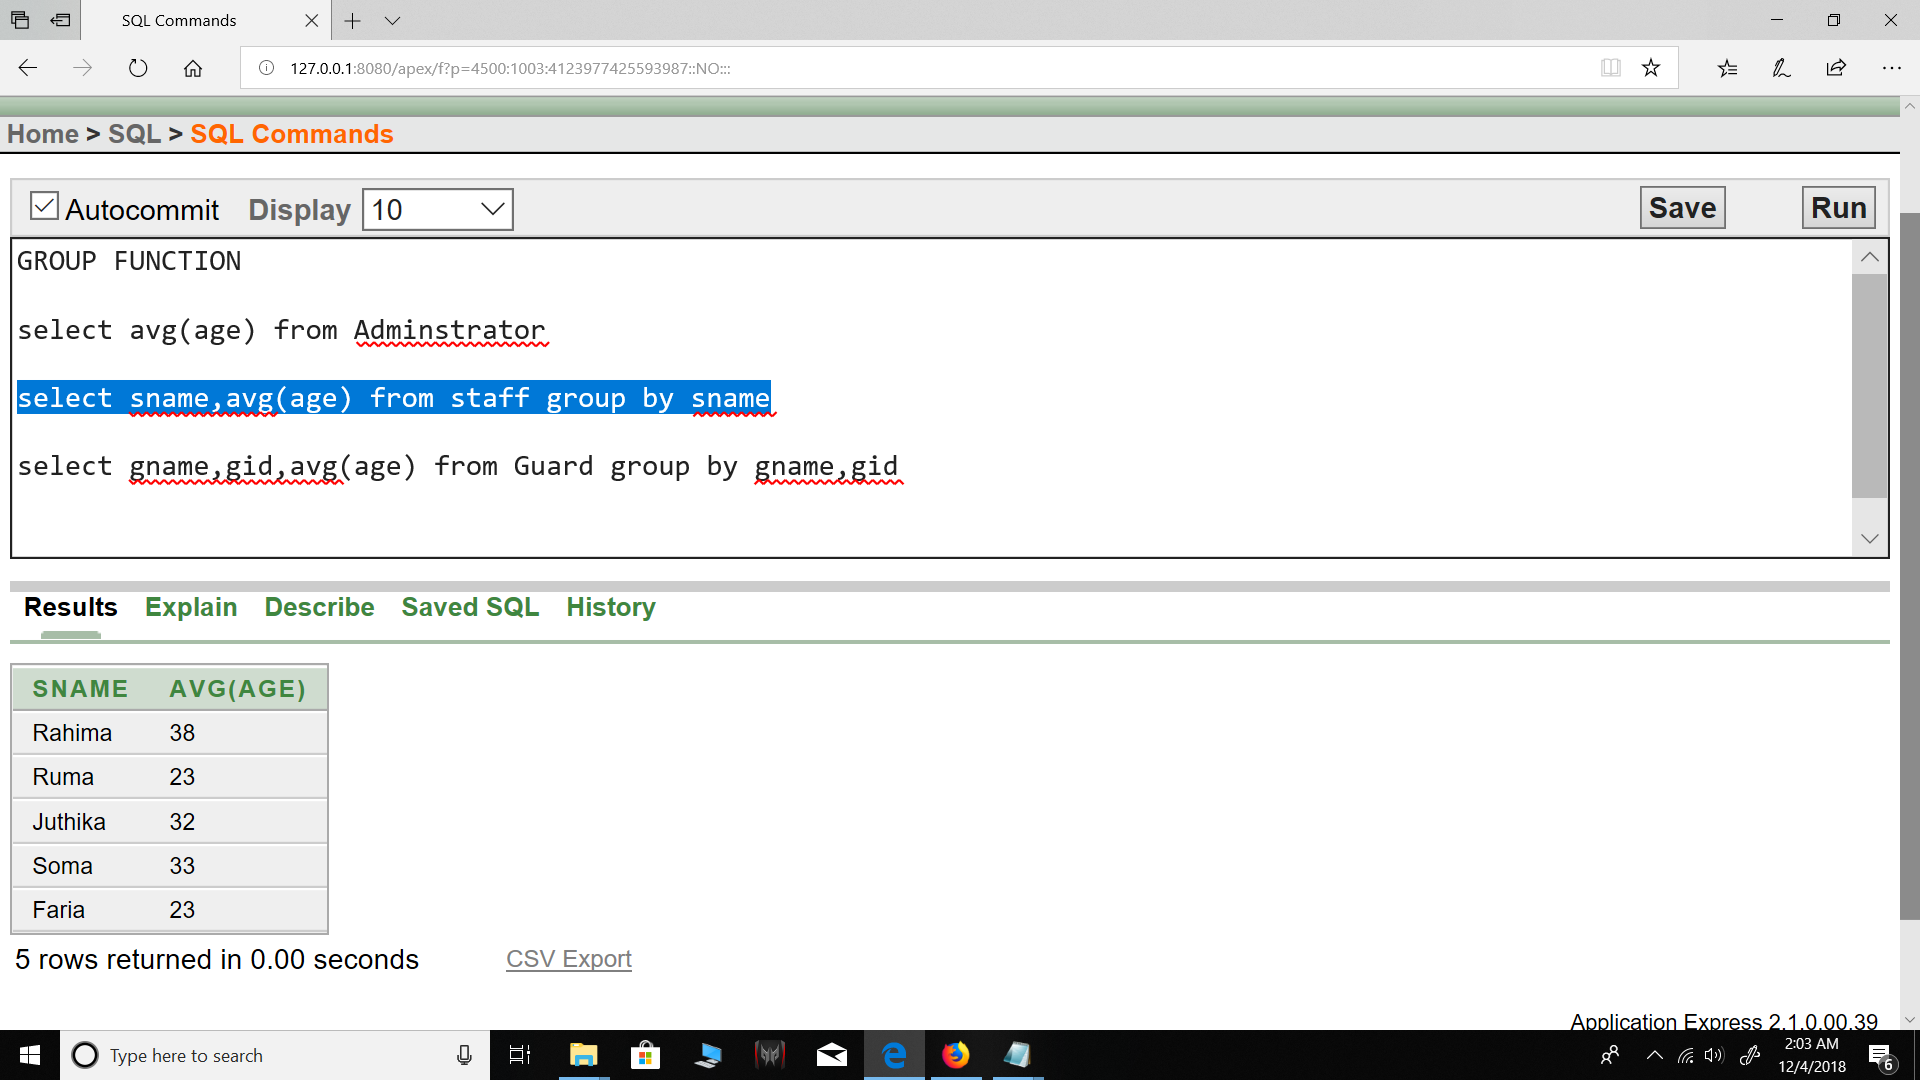 SQL Commands
127.0.0.1:8080/apex/f?p=4500:1003:4123977425593987::NO:::
Home > SQL > SQL Commands
Autocommit Display 10 Save Run
GROUP FUNCTION
select avg(age) from Adminstrator
select sname,avg(age) from staff group by sname
select gname,gid,avg(age) from Guard group by gname,gid
Results Explain Describe Saved SQL History
SNAME AVG(AGE)
Rahima 38
Ruma 23
Juthika 32
Soma 33
Faria 23
5 rows returned in 0.00 seconds CSV Export
Application Express 2.1.0.00.39
Type here to search
2:03 AM
12/4/2018
6